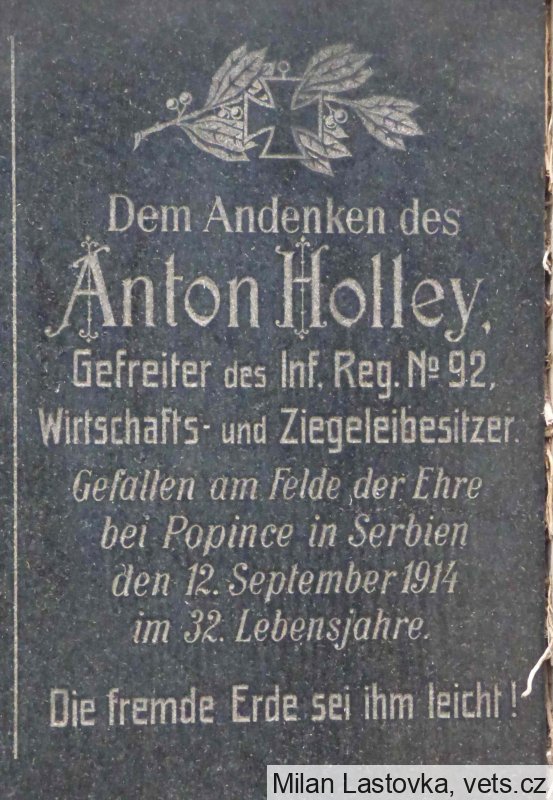 Dem Andenken des
Anton Holley,
Gefreiter des Inf. Reg. Nº 92,
Wirtschafts- und Ziegeleibesitzer.
Gefallen am Felde der Ehre
bei Popince in Serbien
den 12. September 1914
im 32. Lebensjahre.
Die fremde Erde sei ihm leicht!
Milan Lastovka, vets.cz